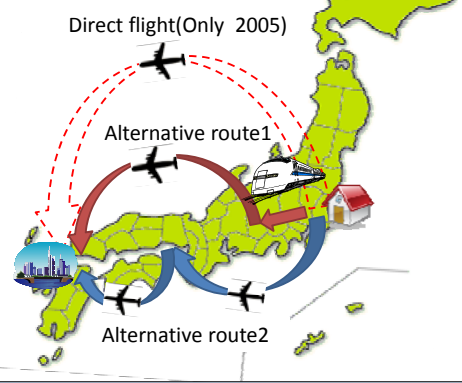 Direct flight(Only 2005)
Alternative route1
Alternative route2